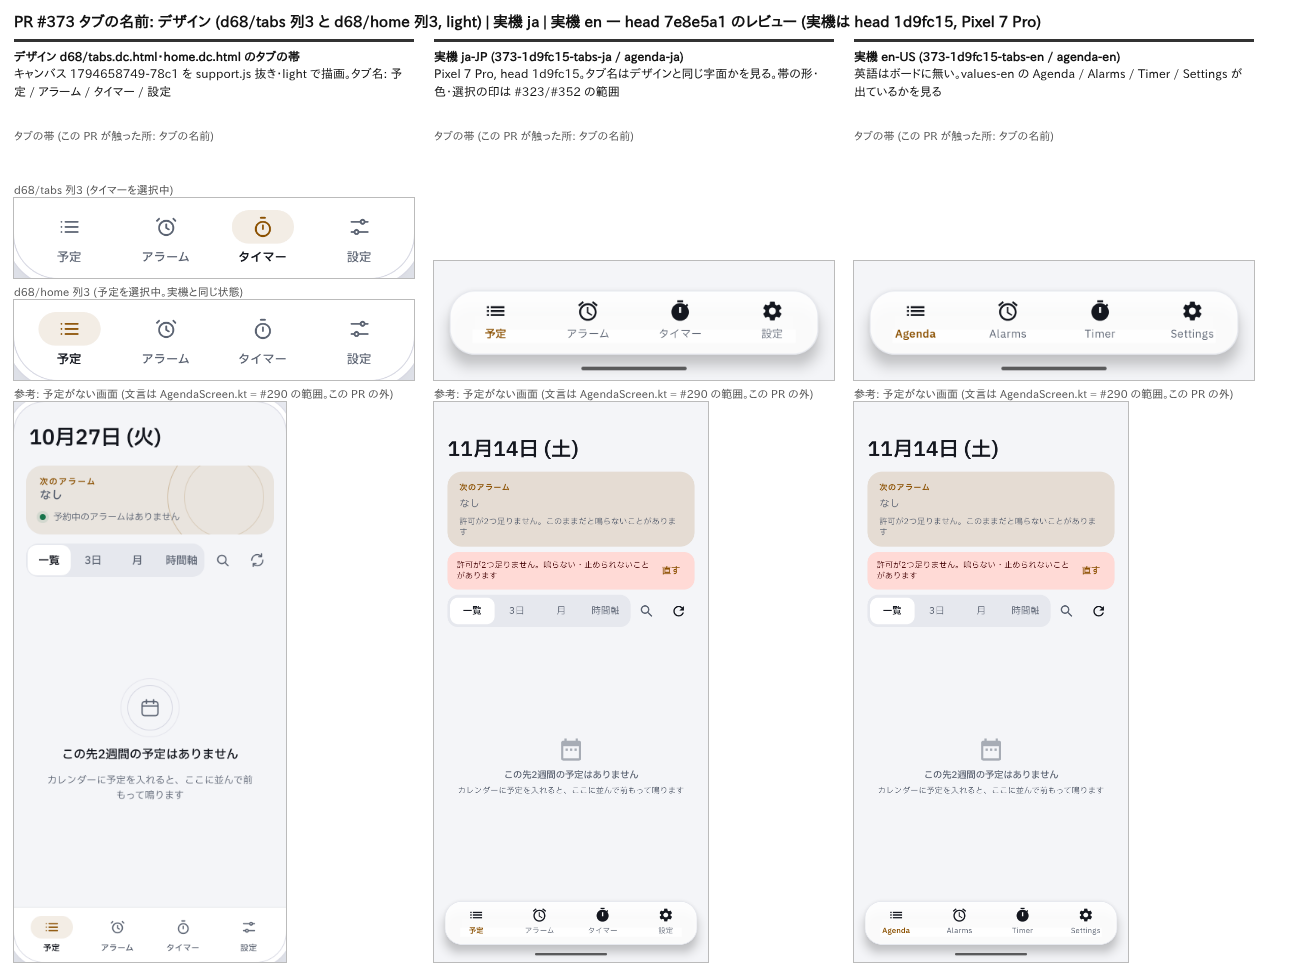 PR #373 タブの名前: デザイン (d68/tabs 列3 と d68/home 列3, light) | 実機 ja | 実機 en — head 7e8e5a1 のレビュー (実機は head 1d9fc15, Pixel 7 Pro)
デザイン d68/tabs.dc.html・home.dc.html のタブの帯
キャンバス 1794658749-78c1 を support.js 抜き・light で描画。タブ名: 予
定 / アラーム / タイマー / 設定
タブの帯 (この PR が触った所: タブの名前)
d68/tabs 列3 (タイマーを選択中)
予定
アラーム
タイマー
設定
d68/home 列3 (予定を選択中。実機と同じ状態)
予定
アラーム
タイマー
設定
参考: 予定がない画面 (文言は AgendaScreen.kt = #290 の範囲。この PR の外)
10月27日 (火)
次のアラーム
なし
予約中のアラームはありません
一覧
3日
月
時間軸
この先2週間の予定はありません
カレンダーに予定を入れると、ここに並んで前
もって鳴ります
予定
アラーム
タイマー
設定
実機 ja-JP (373-1d9fc15-tabs-ja / agenda-ja)
Pixel 7 Pro, head 1d9fc15。タブ名はデザインと同じ字面かを見る。帯の形・
色・選択の印は #323/#352 の範囲
タブの帯 (この PR が触った所: タブの名前)
予定
アラーム
タイマー
設定
参考: 予定がない画面 (文言は AgendaScreen.kt = #290 の範囲。この PR の外)
11月14日 (土)
次のアラーム
なし
許可が2つ足りません。このままだと鳴らないことがありま
す
許可が2つ足りません。鳴らない・止められないこと
があります
直す
一覧
3日
月
時間軸
この先2週間の予定はありません
カレンダーに予定を入れると、ここに並んで前もって鳴ります
予定
アラーム
タイマー
設定
実機 en-US (373-1d9fc15-tabs-en / agenda-en)
英語はボードに無い。values-en の Agenda / Alarms / Timer / Settings が
出ているかを見る
タブの帯 (この PR が触った所: タブの名前)
Agenda
Alarms
Timer
Settings
参考: 予定がない画面 (文言は AgendaScreen.kt = #290 の範囲。この PR の外)
11月14日 (土)
次のアラーム
なし
許可が2つ足りません。このままだと鳴らないことがありま
す
許可が2つ足りません。鳴らない・止められないこと
があります
直す
一覧
3日
月
時間軸
この先2週間の予定はありません
カレンダーに予定を入れると、ここに並んで前もって鳴ります
Agenda
Alarms
Timer
Settings